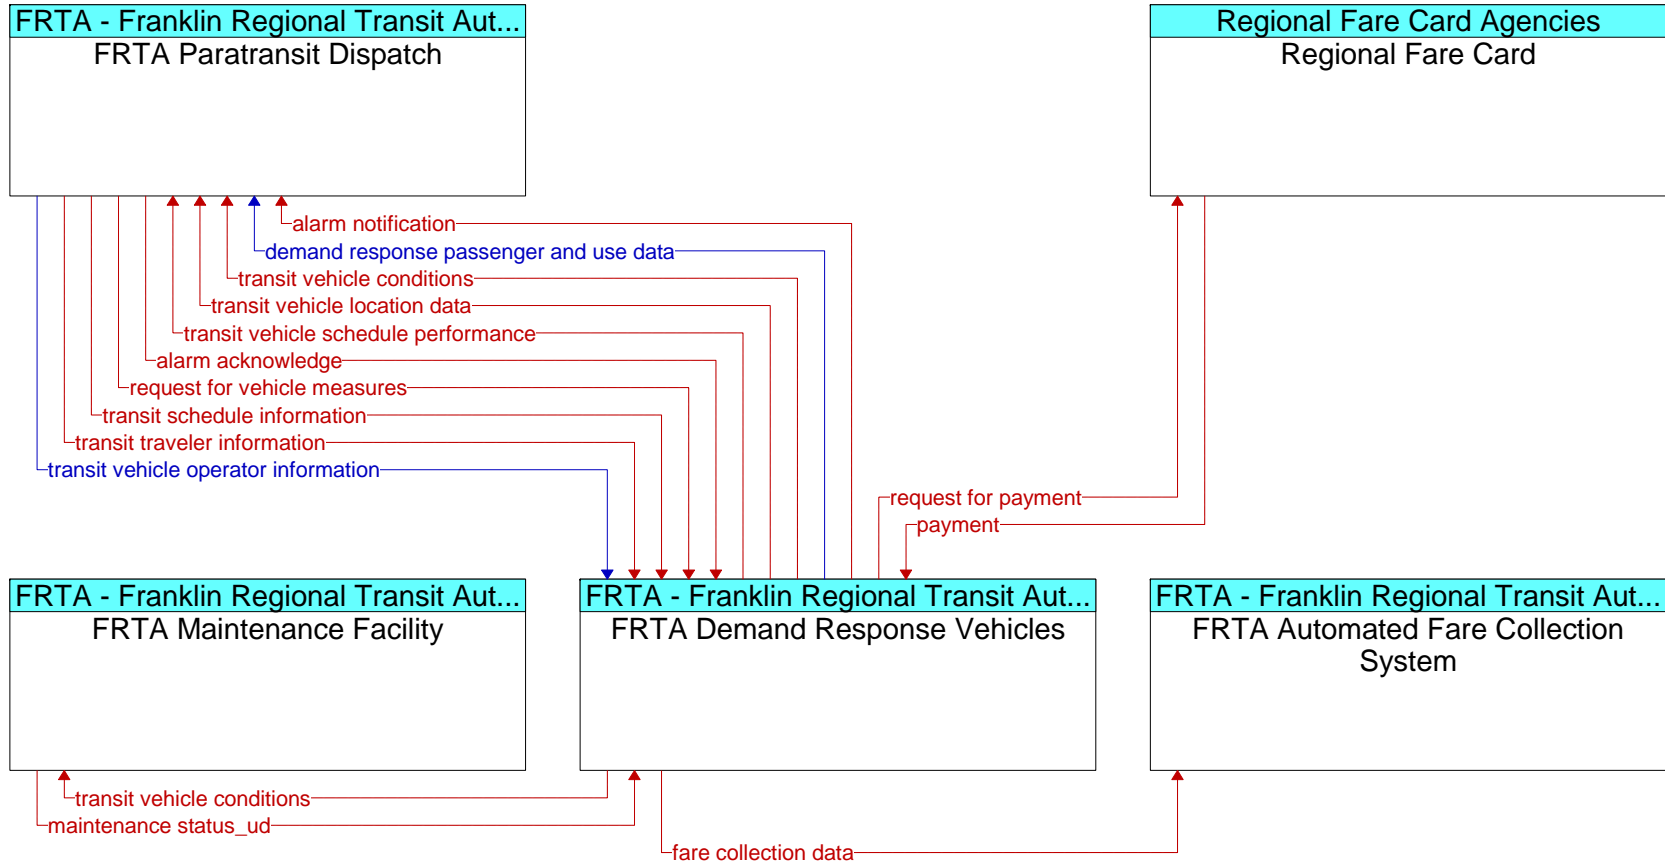 FRTA - Franklin Regional Transit Aut...
FRTA Paratransit Dispatch
Regional Fare Card Agencies
Regional Fare Card
alarm notification
demand response passenger and use data
transit vehicle conditions
transit vehicle location data
transit vehicle schedule performance
alarm acknowledge
request for vehicle measures
transit schedule information
transit traveler information
transit vehicle operator information
request for payment
payment
FRTA - Franklin Regional Transit Aut...
FRTA Maintenance Facility
FRTA - Franklin Regional Transit Aut...
FRTA Demand Response Vehicles
FRTA - Franklin Regional Transit Aut...
FRTA Automated Fare Collection
System
transit vehicle conditions
maintenance status_ud
fare collection data